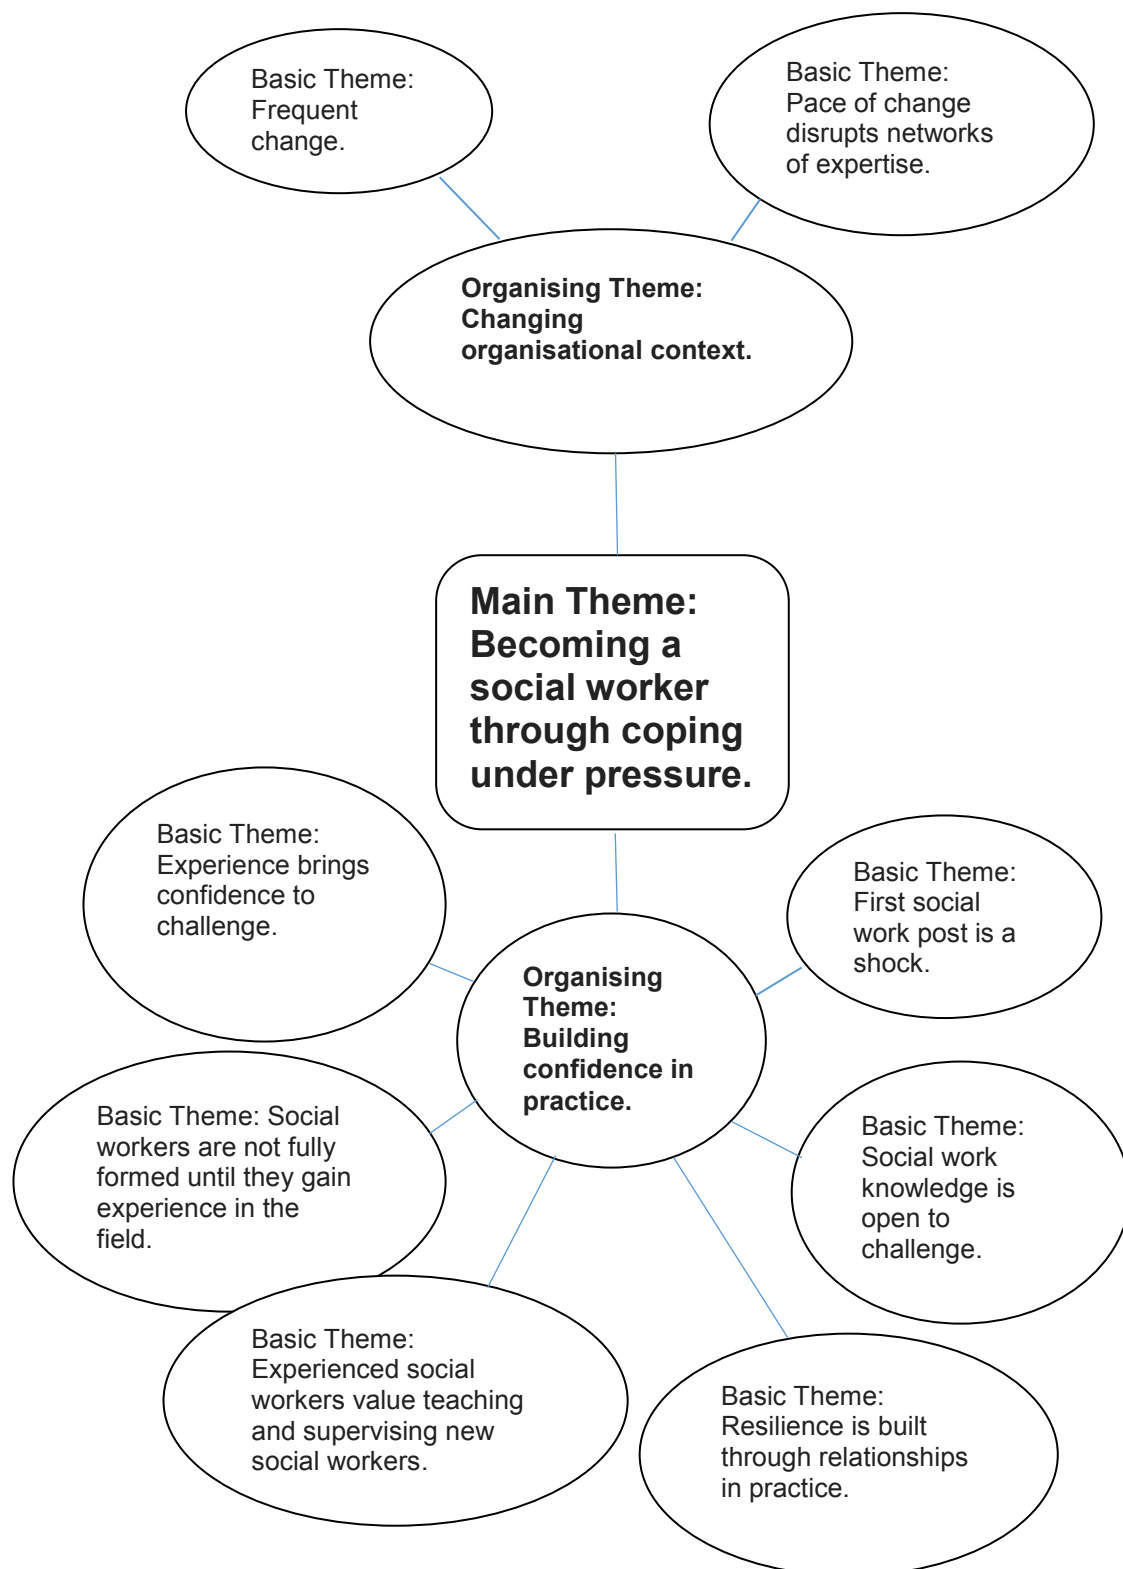 Basic Theme:
Frequent
change.
Basic Theme:
Pace of change
disrupts networks
of expertise.
Organising Theme:
Changing
organisational context.
Main Theme:
Becoming a
social worker
through coping
under pressure.
Basic Theme:
Experience brings
confidence to
challenge.
Basic Theme:
First social
work post is a
shock.
Organising
Theme:
Building
confidence in
practice.
Basic Theme: Social
workers are not fully
formed until they gain
experience in the
field.
Basic Theme:
Social work
knowledge is
open to
challenge.
Basic Theme:
Experienced social
workers value teaching
and supervising new
social workers.
Basic Theme:
Resilience is built
through relationships
in practice.